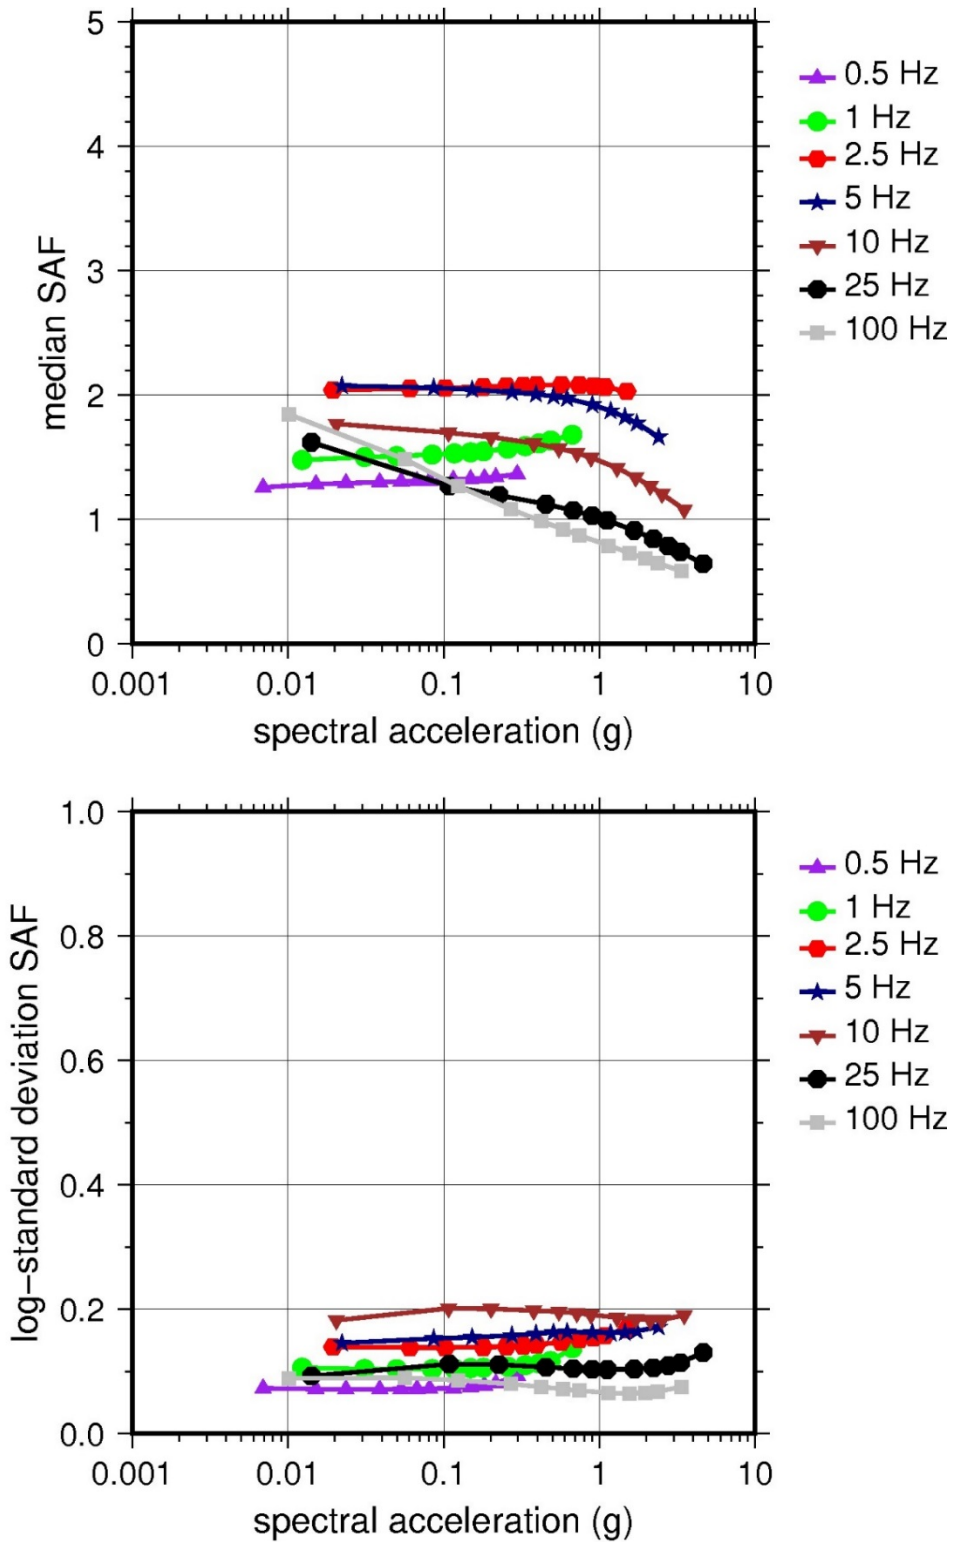 5
4
3
2
1
0
median SAF
0.001 0.01 0.1 1 10
spectral acceleration (g)
0.5 Hz
1 Hz
2.5 Hz
5 Hz
10 Hz
25 Hz
100 Hz
1.0
0.8
0.6
0.4
0.2
0.0
log-standard deviation SAF
0.001 0.01 0.1 1 10
spectral acceleration (g)
0.5 Hz
1 Hz
2.5 Hz
5 Hz
10 Hz
25 Hz
100 Hz